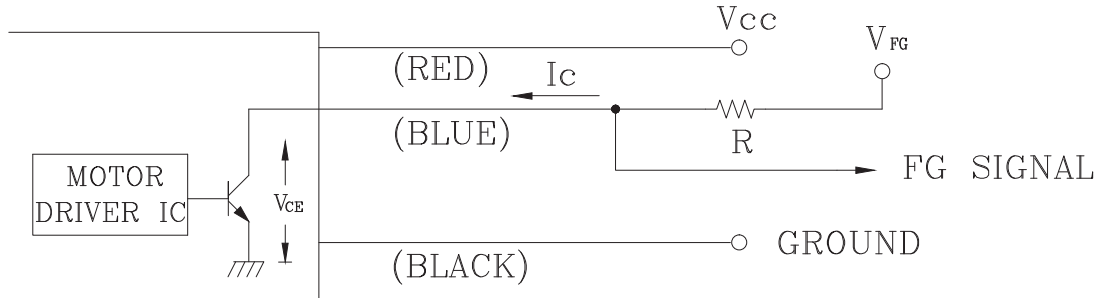 Vcc
VFG
(RED)
Ic
(BLUE)
R
FG SIGNAL
MOTOR
DRIVER IC
VCE
(BLACK)
GROUND